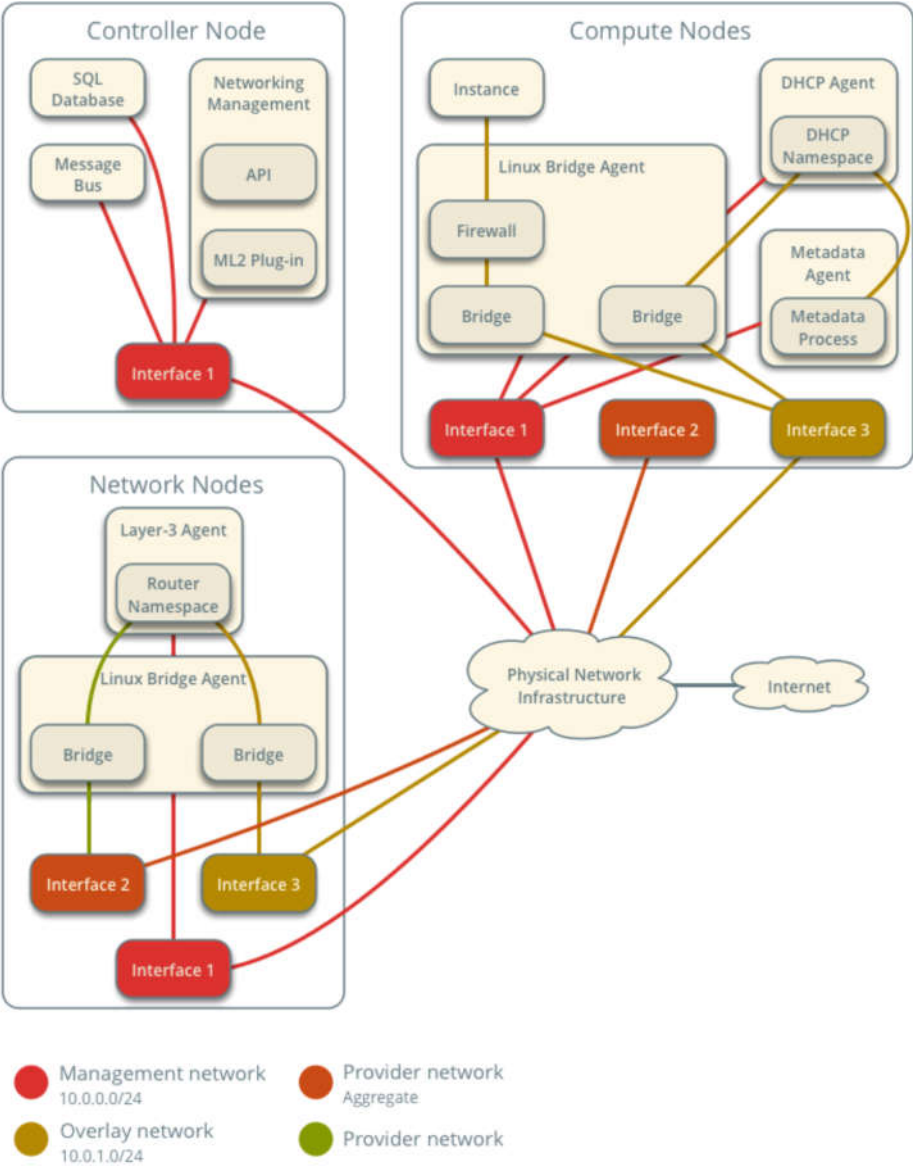 Controller Node
SQL
Database
Networking
Management
Message
Bus
API
ML2 Plug-in
Interface 1
Compute Nodes
Instance
DHCP Agent
DHCP
Namespace
Linux Bridge Agent
Firewall
Metadata
Agent
Bridge
Bridge
Metadata
Process
Interface 1
Interface 2
Interface 3
Network Nodes
Layer-3 Agent
Router
Namespace
Linux Bridge Agent
Bridge
Bridge
Interface 2
Interface 3
Interface 1
Physical Network
Infrastructure
Internet
Management network
10.0.0.0/24
Provider network
Aggregate
Overlay network
10.0.1.0/24
Provider network